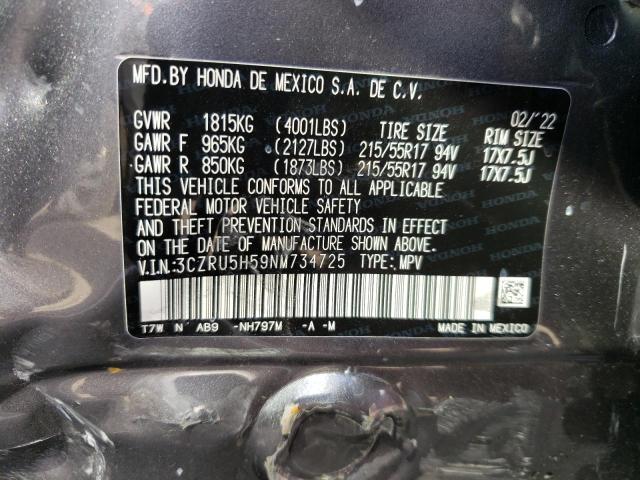 MFD.BY HONDA DE MEXICO S.A. DE C.V.
02/'22
GVWR 1815KG (4001LBS) TIRE SIZE RIM SIZE
GAWR F 965KG (2127LBS) 215/55R17 94V 17X7.5J
GAWR R 850KG (1873LBS) 215/55R17 94V 17X7.5J
THIS VEHICLE CONFORMS TO ALL APPLICABLE
FEDERAL MOTOR VEHICLE SAFETY
AND THEFT PREVENTION STANDARDS IN EFFECT
ON THE DATE OF MANUFACTURE SHOWN ABOVE.
V.I.N:3CZRU5H59NM734725 TYPE: MPV
T7W N AB9 -NH797M -A -M MADE IN MEXICO